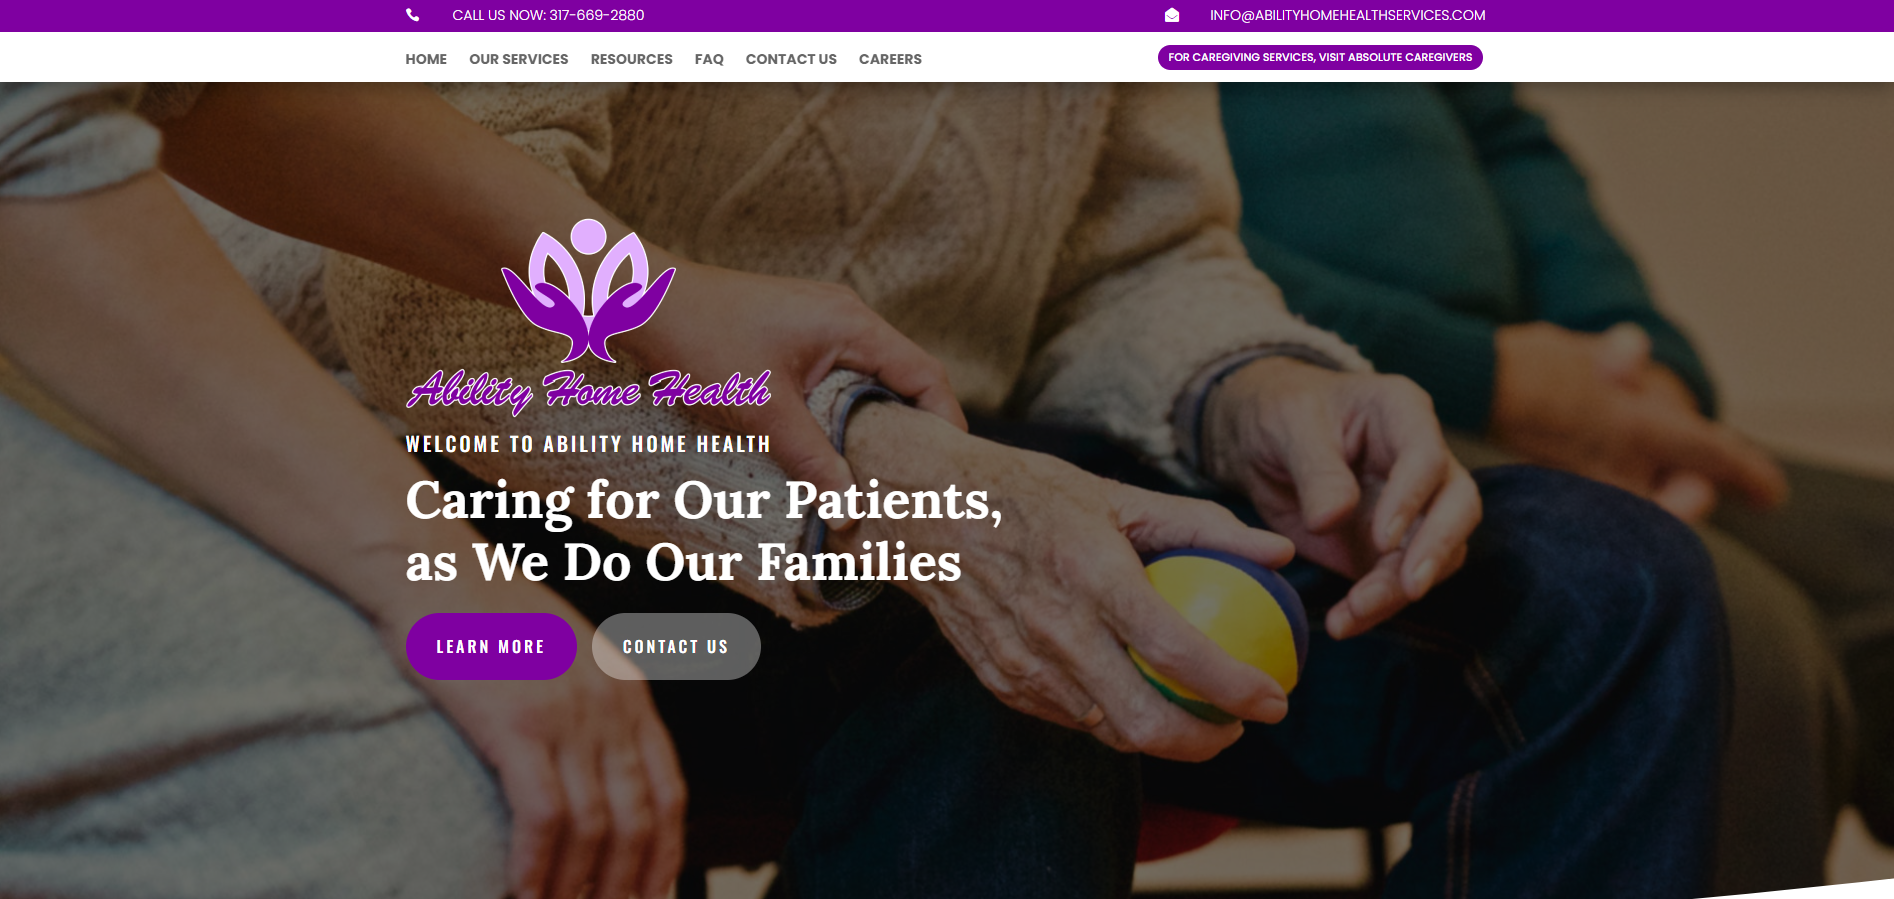 CALL US NOW: 317-669-2880
INFO@ABILITYHOMEHEALTHSERVICES.COM
HOME OUR SERVICES RESOURCES FAQ CONTACT US CAREERS
FOR CAREGIVING SERVICES, VISIT ABSOLUTE CAREGIVERS
Ability Home Health
WELCOME TO ABILITY HOME HEALTH
Caring for Our Patients,
as We Do Our Families
LEARN MORE
CONTACT US